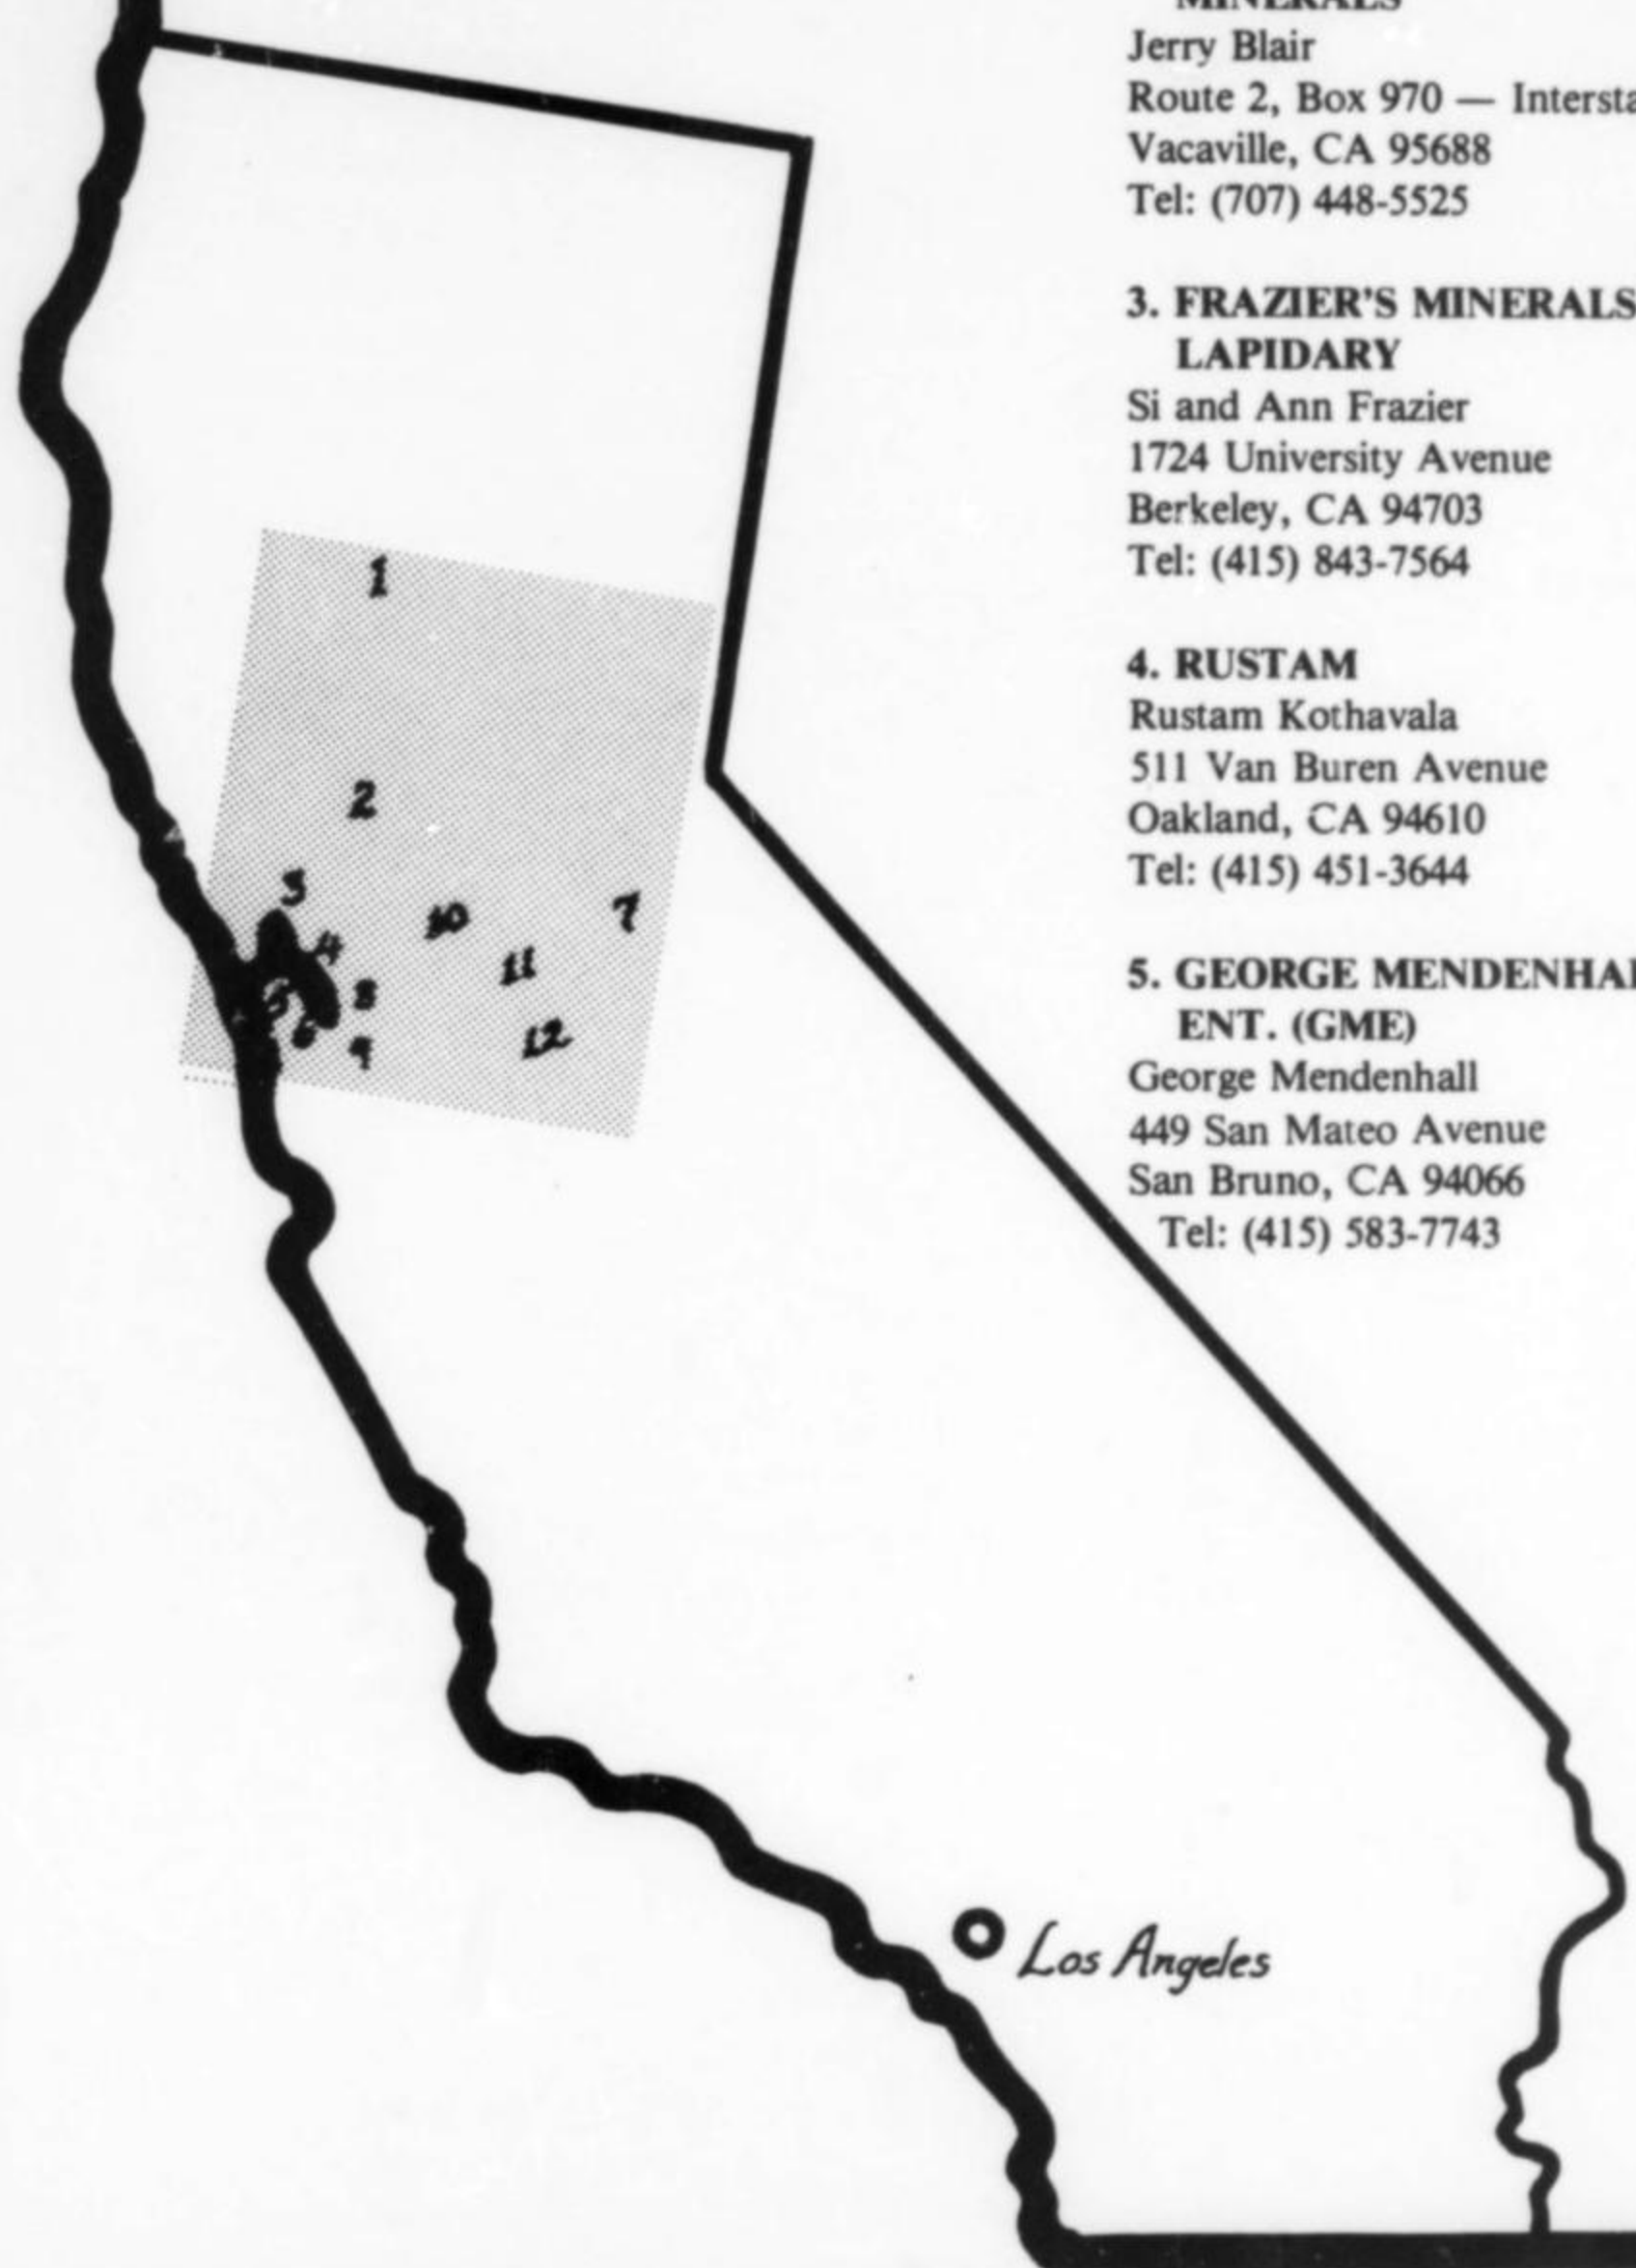 MINERALS
Jerry Blair
Route 2, Box 970 — Intersta
Vacaville, CA 95688
Tel: (707) 448-5525
3. FRAZIER'S MINERALS
LAPIDARY
Si and Ann Frazier
1724 University Avenue
Berkeley, CA 94703
Tel: (415) 843-7564
4. RUSTAM
Rustam Kothavala
511 Van Buren Avenue
Oakland, CA 94610
Tel: (415) 451-3644
5. GEORGE MENDENHAL
ENT. (GME)
George Mendenhall
449 San Mateo Avenue
San Bruno, CA 94066
Tel: (415) 583-7743
1
2
3
10
7
4
11
5
8
6
9
12
Los Angeles